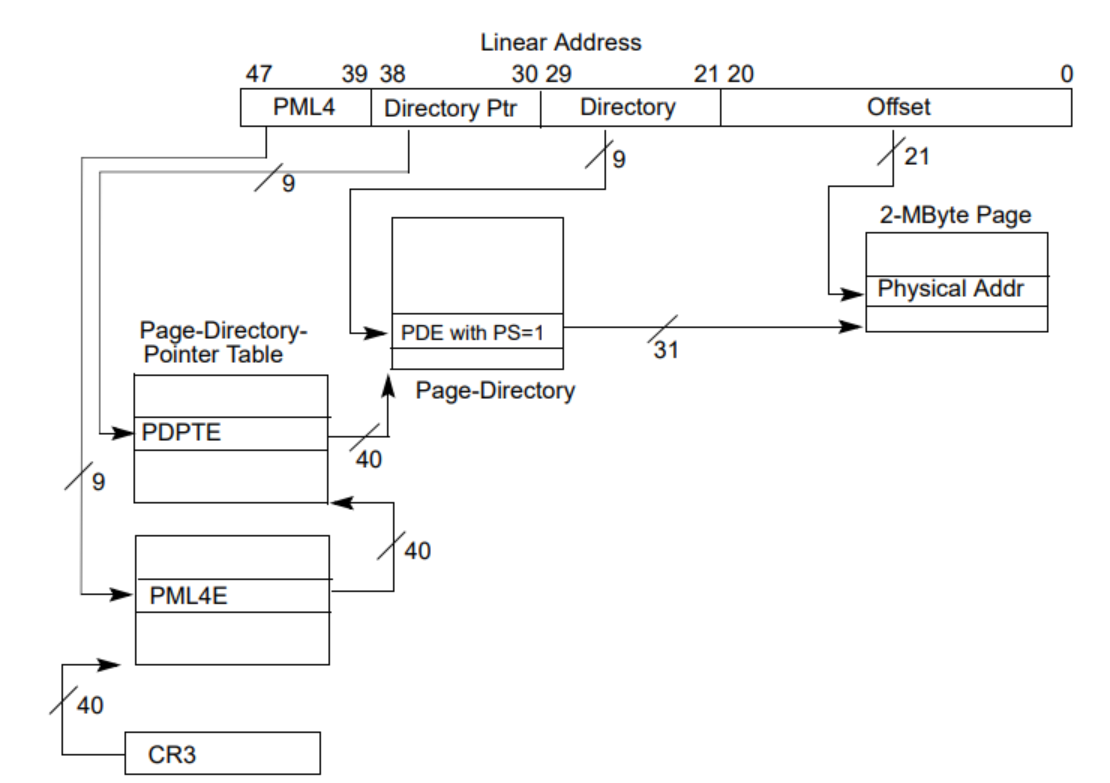 Linear Address
47 39 38 30 29 21 20 0
PML4 Directory Ptr Directory Offset
9 9 21
2-MByte Page
Physical Addr
PDE with PS=1
31
Page-Directory-
Pointer Table
Page-Directory
PDPTE
40
9
40
PML4E
40
CR3